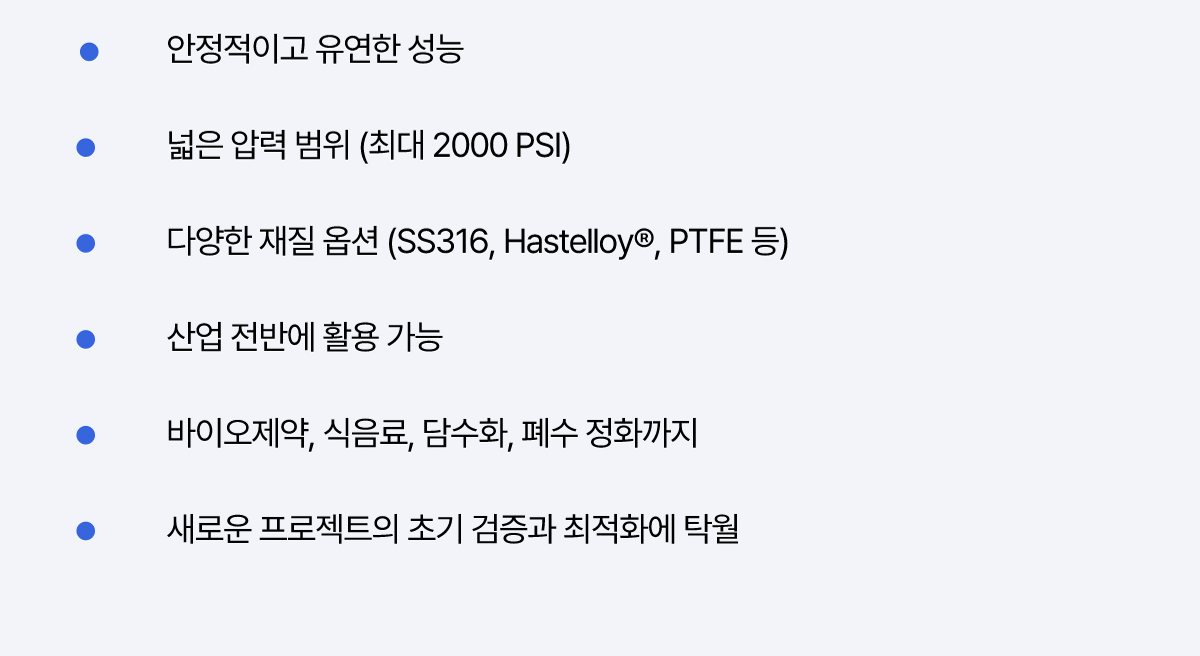 안정적이고 유연한 성능
넓은 압력 범위 (최대 2000 PSI)
다양한 재질 옵션 (SS316, Hastelloy®, PTFE 등)
산업 전반에 활용 가능
바이오제약, 식음료, 담수화, 폐수 정화까지
새로운 프로젝트의 초기 검증과 최적화에 탁월